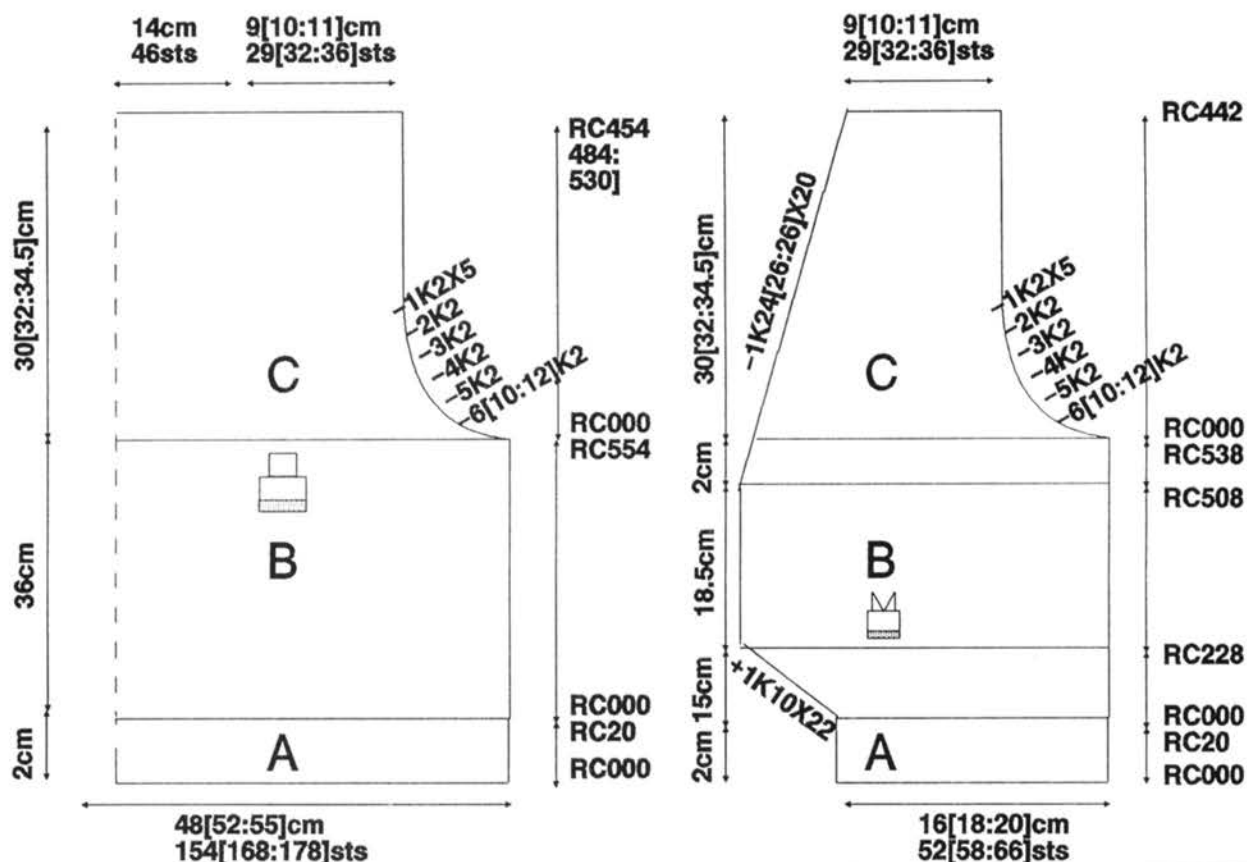 14cm
46sts
9[10:11]cm
29[32:36]sts
RC454
484:
530]
30[32:34.5]cm
-1K2X5
-2K2
-3K2
-4K2
-5K2
-6[10:12]K2
C
RC000
RC554
36cm
B
RC000
RC20
2cm
A
RC000
48[52:55]cm
154[168:178]sts
9[10:11]cm
29[32:36]sts
RC442
30[32:34.5]cm
-1K24[26:26]X20
-1K2X5
-2K2
-3K2
-4K2
-5K2
-6[10:12]K2
C
RC000
RC538
2cm
RC508
18.5cm
B
RC228
15cm
+1K10X22
RC000
RC20
2cm
A
RC000
16[18:20]cm
52[58:66]sts